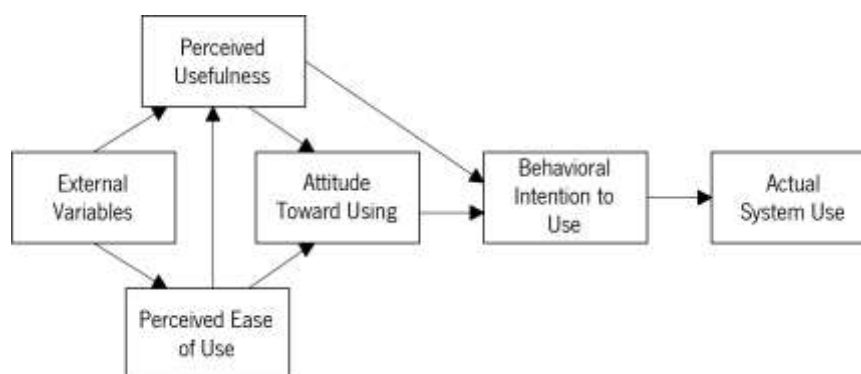 Perceived
Usefulness
External
Variables
Attitude
Toward Using
Behavioral
Intention to
Use
Actual
System Use
Perceived Ease
of Use